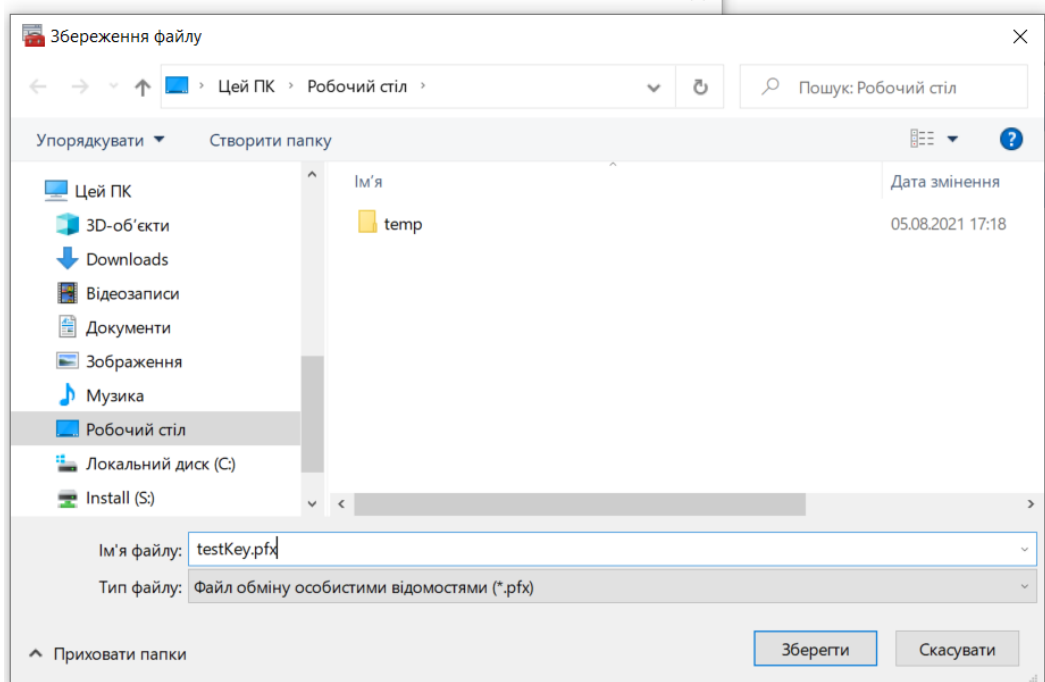 Збереження файлу
Цей ПК Робочий стіл
Пошук: Робочий стіл
Упорядкувати
Створити папку
Цей ПК
3D-об'єкти
Downloads
Відеозаписи
Документи
Зображення
Музика
Робочий стіл
Локальний диск (C:)
Install (S:)
Ім’я
Дата змінення
temp
05.08.2021 17:18
Ім'я файлу: testKey.pfx
Тип файлу: Файл обміну особистими відомостями (*.pfx)
Приховати папки
Зберегти
Скасувати